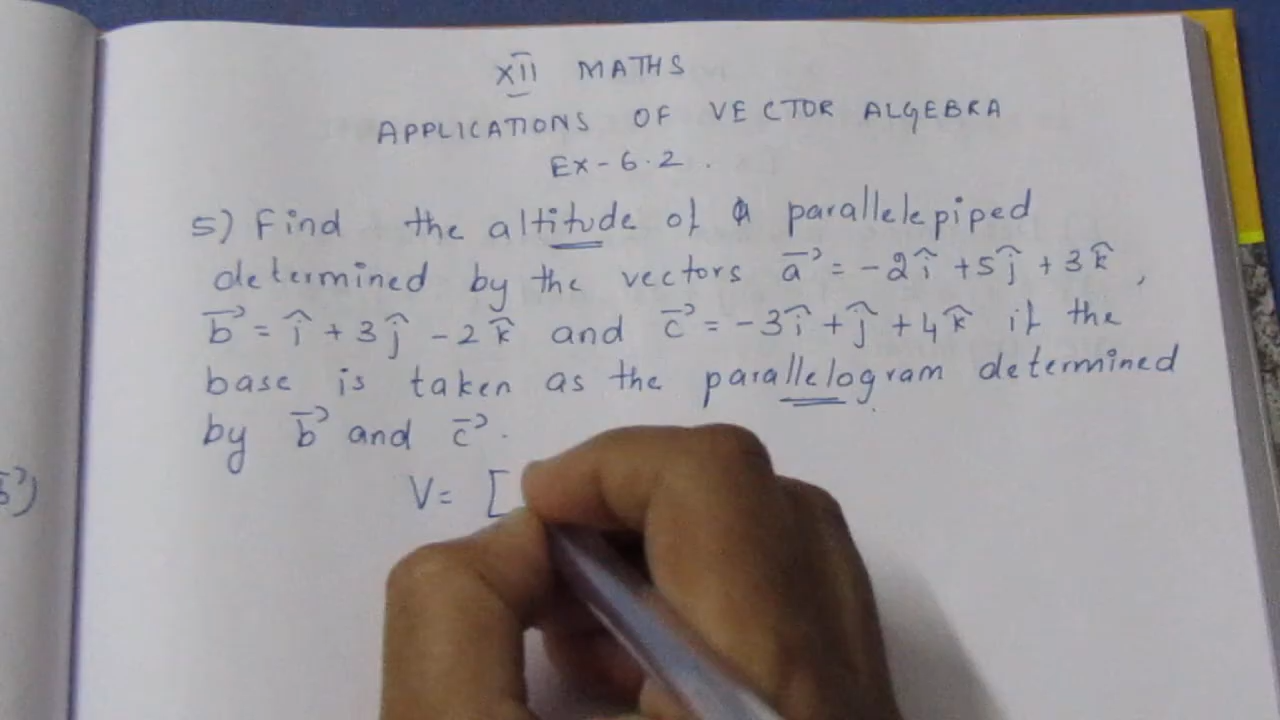 XII MATHS
APPLICATIONS OF VECTOR ALGEBRA
EX-6.2.
5) Find the altitude of a parallelepiped
determined by the vectors a⃗ = -2î +5ĵ +3k̂,
b⃗ = î + 3ĵ - 2k̂ and c⃗ = -3î + ĵ + 4k̂ if the
base is taken as the parallelogram determined
by b⃗ and c⃗.
V= [
b⃗)